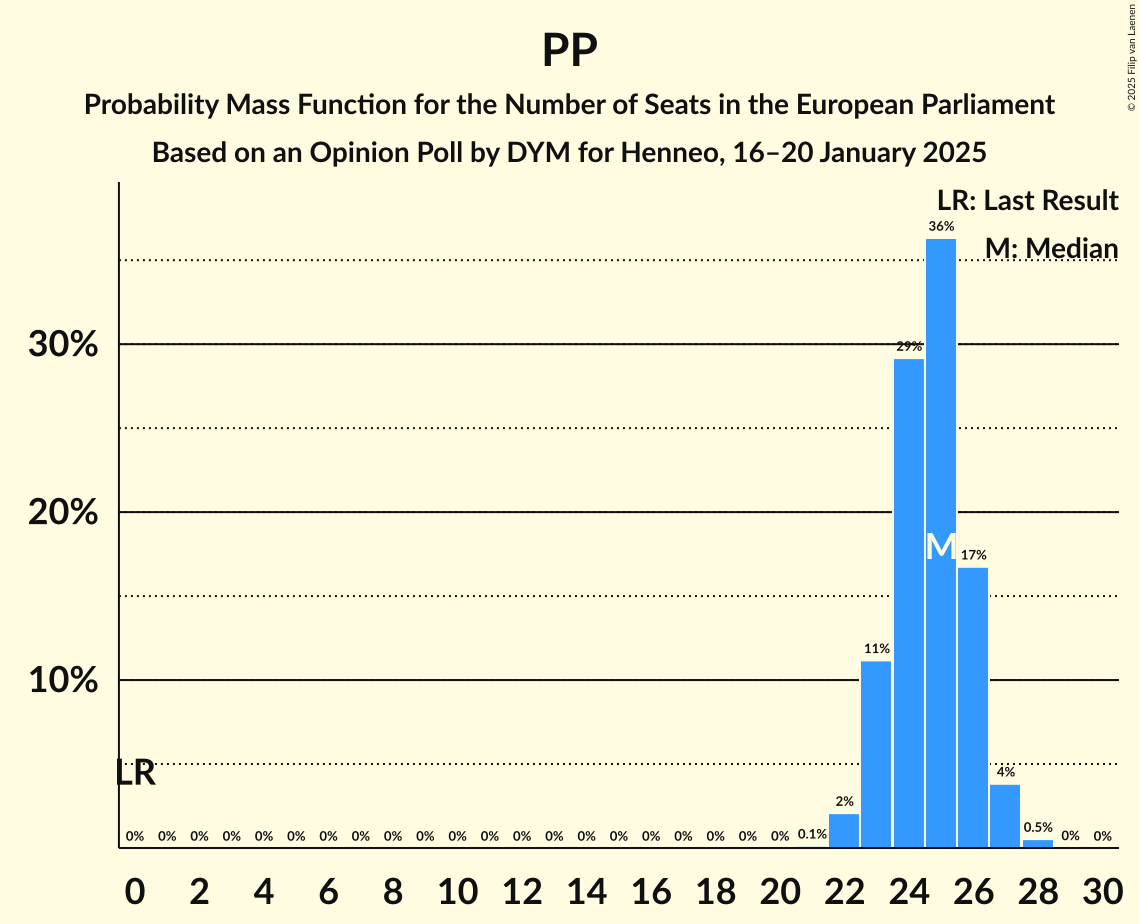 PP
Probability Mass Function for the Number of Seats in the European Parliament
Based on an Opinion Poll by DYM for Henneo, 16–20 January 2025
© 2025 Filip van Laenen
LR: Last Result
M: Median
30%
20%
10%
LR
M
0% 0% 0% 0% 0% 0% 0% 0% 0% 0% 0% 0% 0% 0% 0% 0% 0% 0% 0% 0% 0% 0.1% 2% 11% 29% 36% 17% 4% 0.5% 0% 0%
0 2 4 6 8 10 12 14 16 18 20 22 24 26 28 30